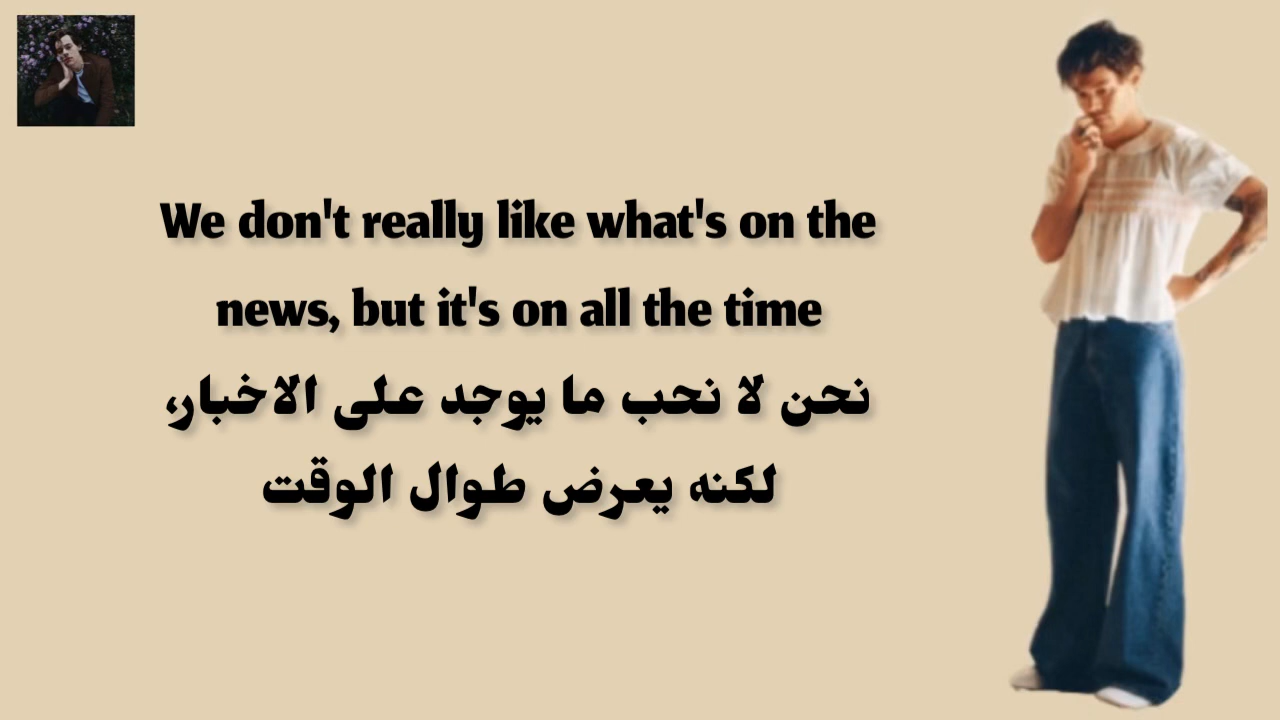 We don't really like what's on the
news, but it's on all the time
نحن لا نحب ما يوجد على الاخبار،
لكنه يعرض طوال الوقت